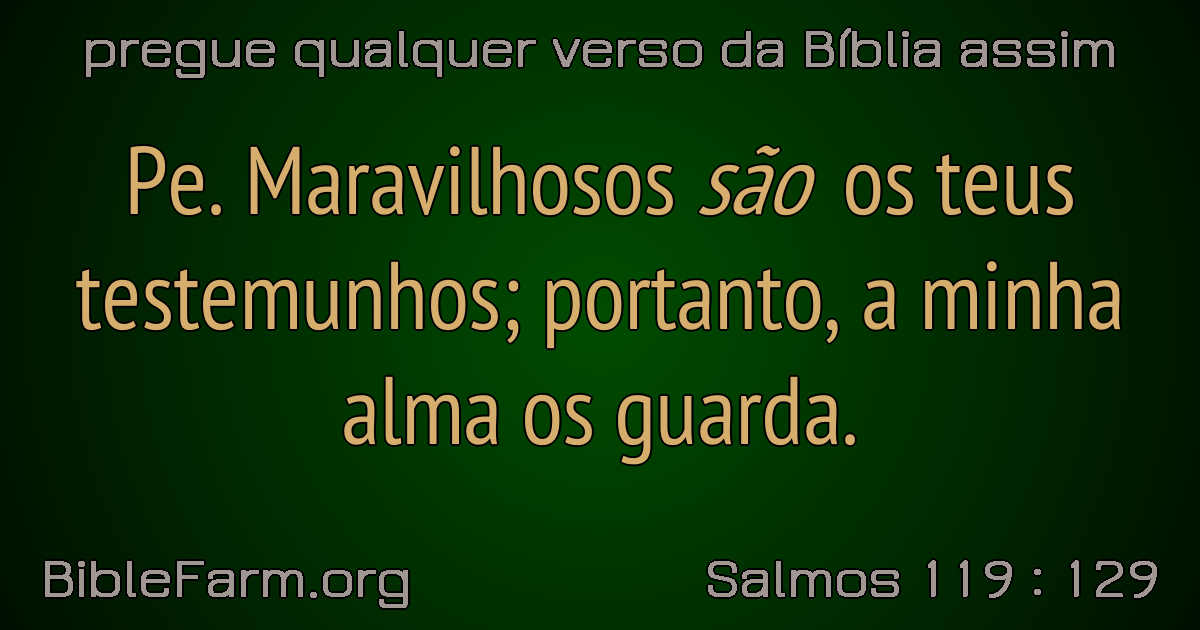 pregue qualquer verso da Bíblia assim
Pe. Maravilhosos são os teus
testemunhos; portanto, a minha
alma os guarda.
BibleFarm.org
Salmos 119 : 129